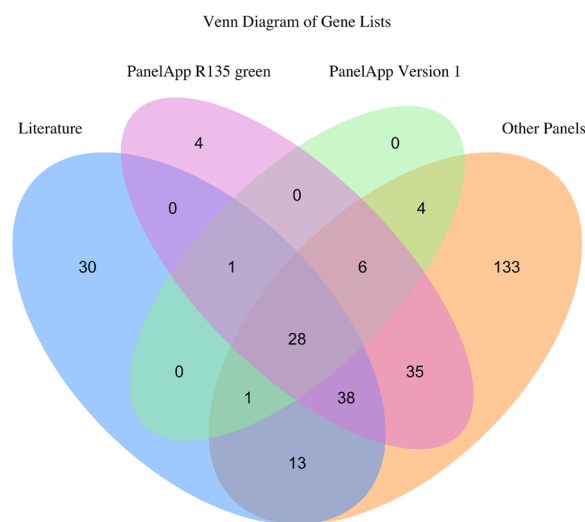 Venn Diagram of Gene Lists
PanelApp R135 green PanelApp Version 1
Literature Other Panels
4 0
0 0 4
30 1 6 133
28
0 35
1 38
13